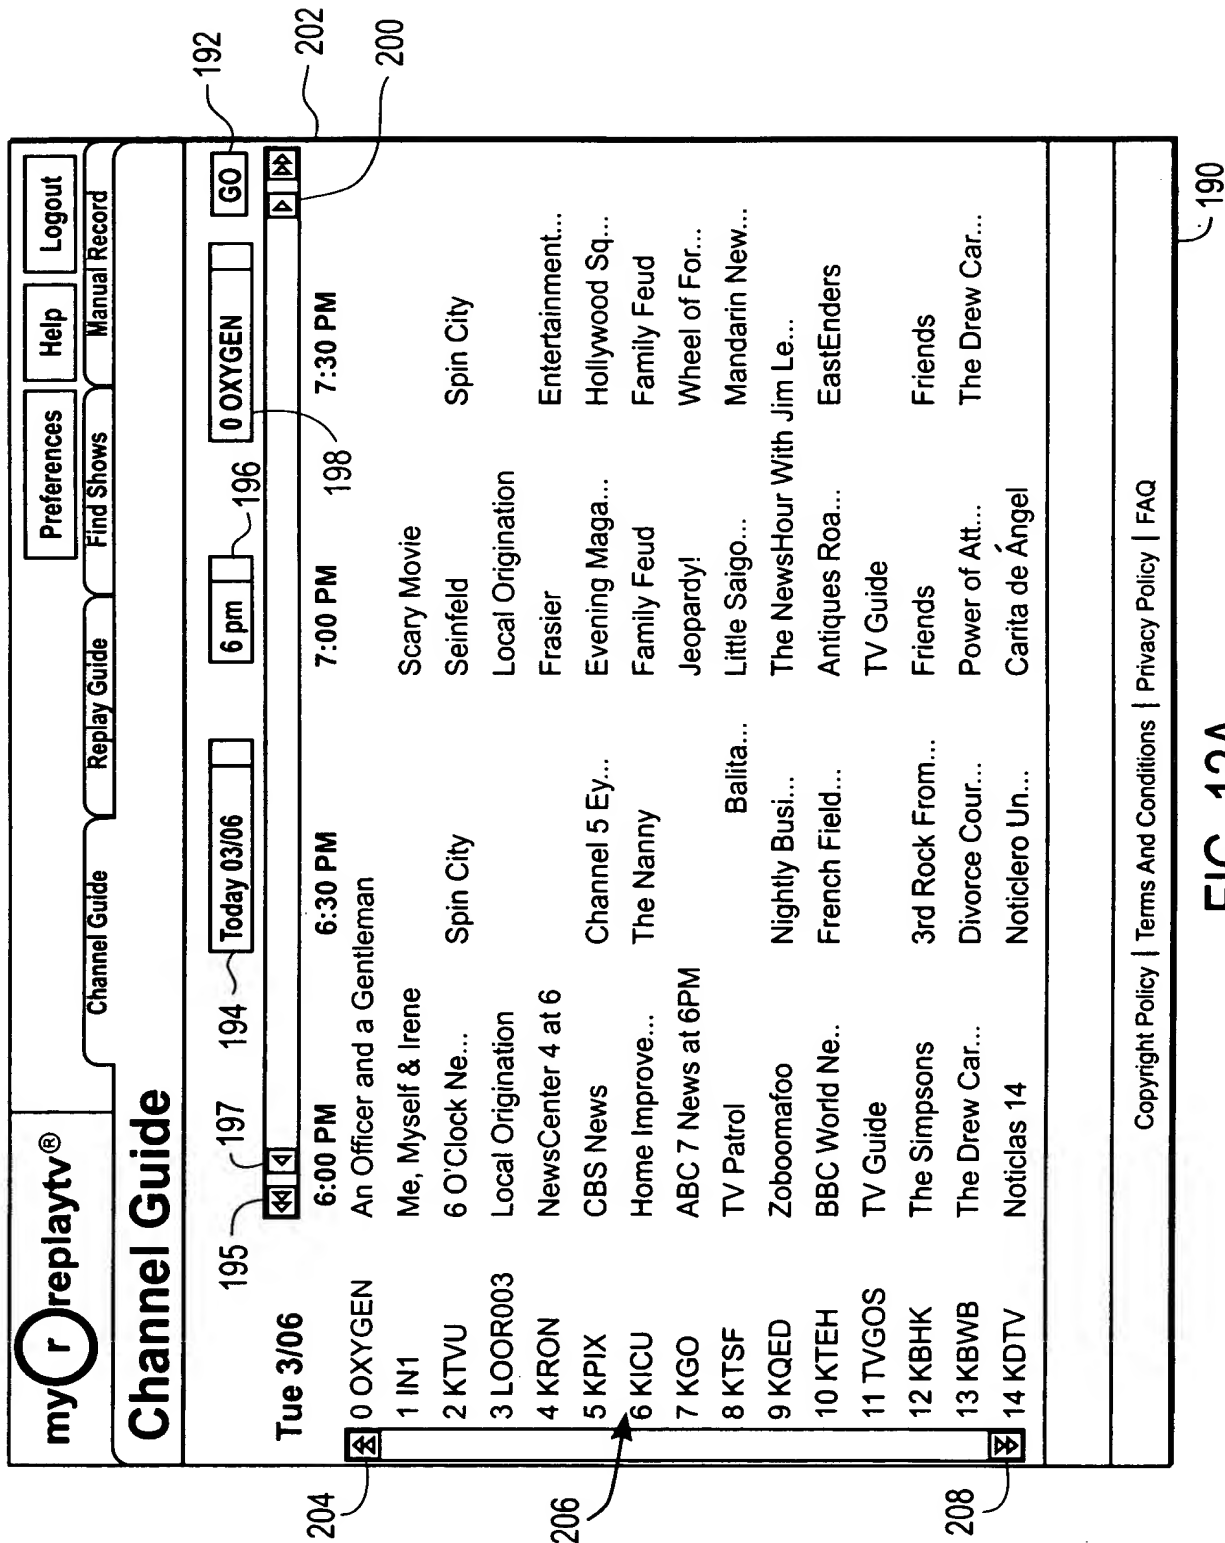 my r replaytv®
Preferences Help Logout
Channel Guide Replay Guide Find Shows Manual Record
Channel Guide
192
194 Today 03/06 6 pm 196 0 OXYGEN GO
202
195 197 198 200
Tue 3/06 6:00 PM 6:30 PM 7:00 PM 7:30 PM
204
0 OXYGEN An Officer and a Gentleman
1 IN1 Me, Myself & Irene Scary Movie
2 KTVU 6 O'Clock Ne... Spin City Seinfeld Spin City
3 LOOR003 Local Origination Local Origination
4 KRON NewsCenter 4 at 6 Frasier Entertainment...
5 KPIX CBS News Channel 5 Ey... Evening Maga... Hollywood Sq...
206
6 KICU Home Improve... The Nanny Family Feud Family Feud
7 KGO ABC 7 News at 6PM Jeopardy! Wheel of For...
8 KTSF TV Patrol Balita... Little Saigo... Mandarin New...
9 KQED Zoboomafoo Nightly Busi... The NewsHour With Jim Le...
10 KTEH BBC World Ne.. French Field... Antiques Roa... EastEnders
11 TVGOS TV Guide TV Guide
12 KBHK The Simpsons 3rd Rock From... Friends Friends
13 KBWB The Drew Car... Divorce Cour... Power of Att... The Drew Car...
208
14 KDTV Noticlas 14 Noticlero Un... Carita de Ángel
Copyright Policy | Terms And Conditions | Privacy Policy | FAQ
190
FIG. 12A